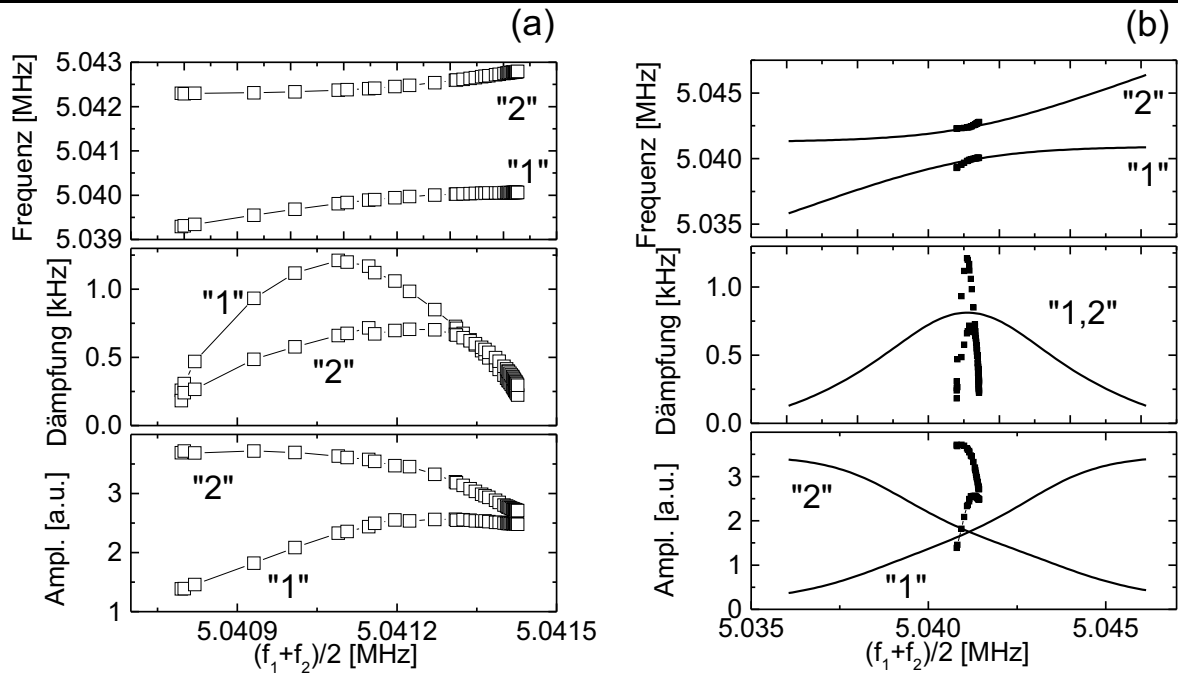 (a)
Frequenz [MHz]
5.043
5.042
5.041
5.040
5.039
"2"
"1"
Dämpfung [kHz]
1.0
0.5
0.0
"1"
"2"
Ampl. [a.u.]
3
2
1
"2"
"1"
5.0409 5.0412 5.0415
(f₁+f₂)/2 [MHz]
(b)
Frequenz [MHz]
5.045
5.040
5.035
"2"
"1"
Dämpfung [kHz]
1.0
0.5
0.0
"1,2"
Ampl. [a.u.]
3
2
1
0
"2"
"1"
5.035 5.040 5.045
(f₁+f₂)/2 [MHz]